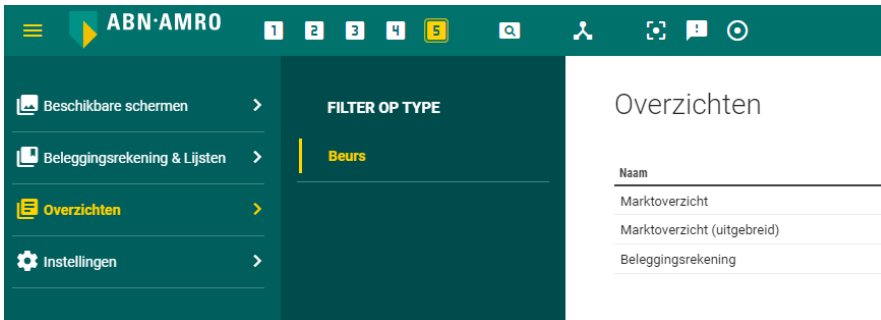 ABN·AMRO
1 2 3 4 5
Beschikbare schermen
Beleggingsrekening & Lijsten
Overzichten
Instellingen
FILTER OP TYPE
Beurs
Overzichten
Naam
Marktoverzicht
Marktoverzicht (uitgebreid)
Beleggingsrekening